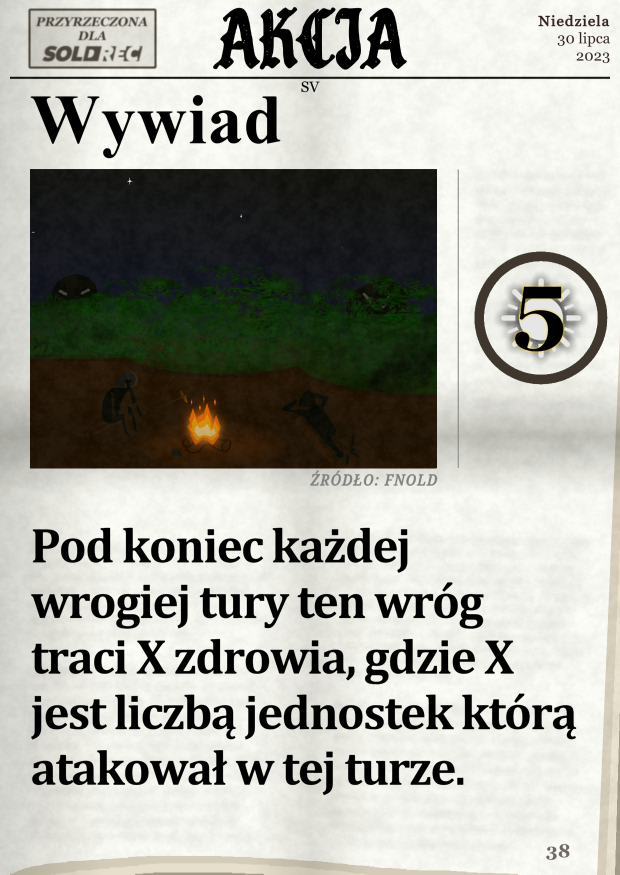 PRZYRZECZONA
DLA
SOLDREC
AKCJA
Niedziela
30 lipca
2023
SV
Wywiad
5
ŹRÓDŁO: FNOLD
Pod koniec każdej
wrogiej tury ten wróg
traci X zdrowia, gdzie X
jest liczbą jednostek którą
atakował w tej turze.
38